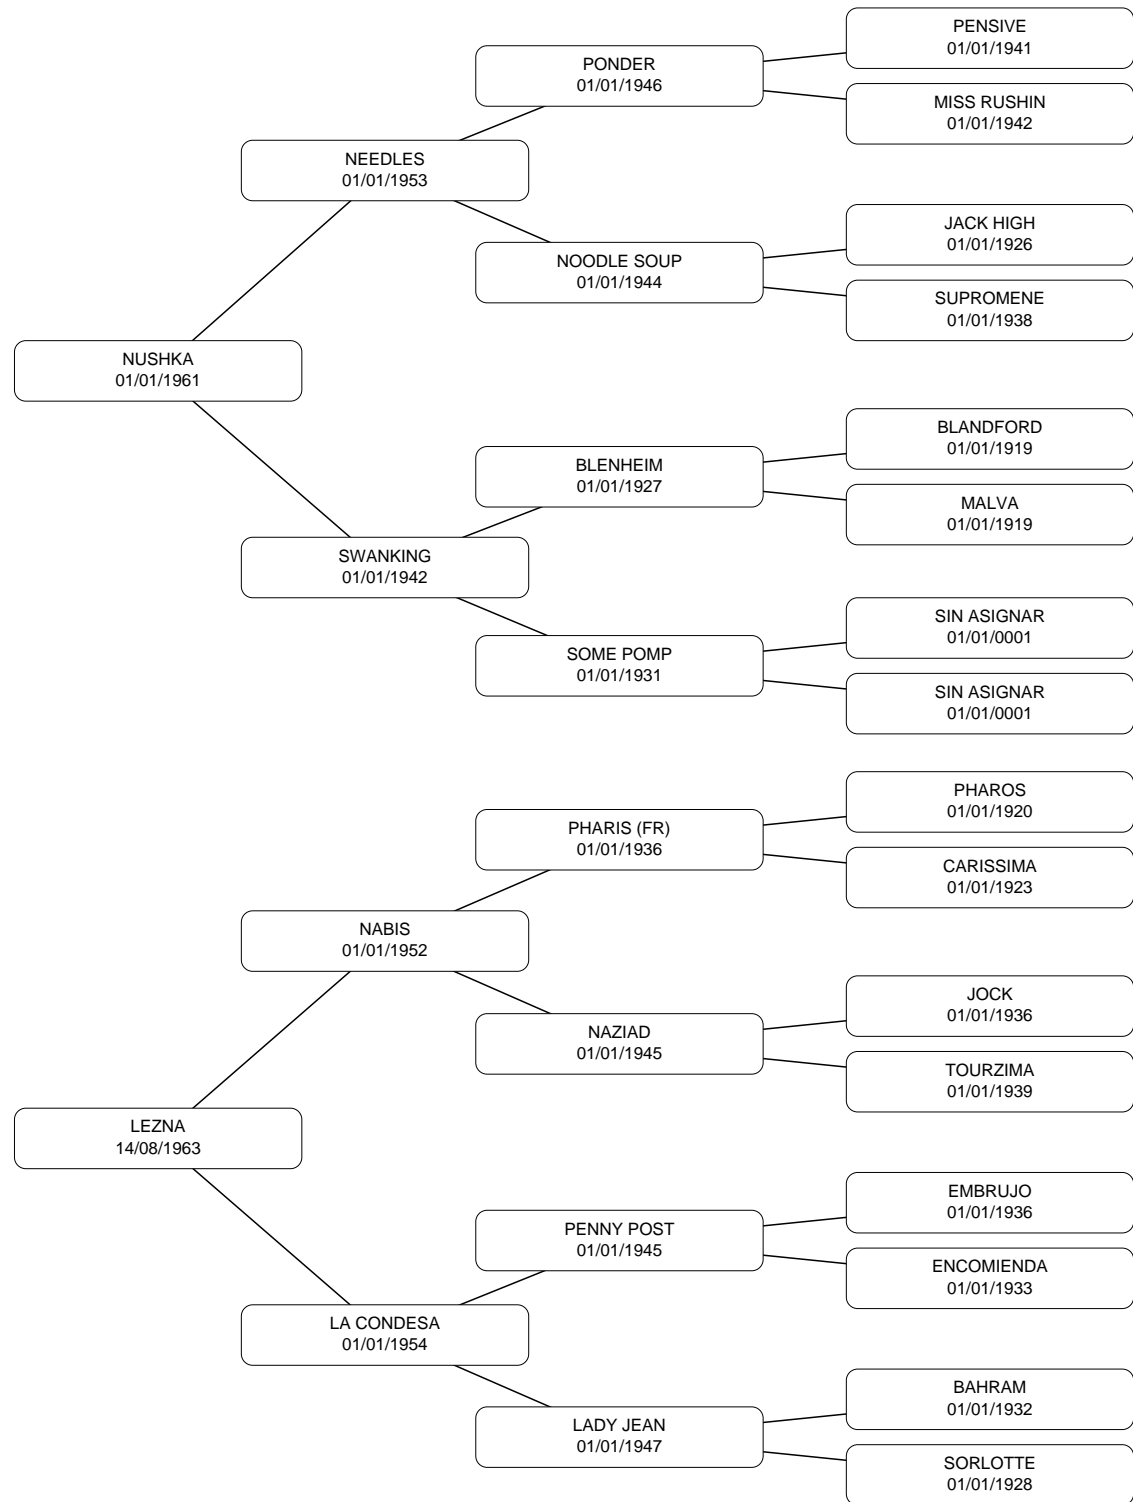 PENSIVE
01/01/1941
PONDER
01/01/1946
MISS RUSHIN
01/01/1942
NEEDLES
01/01/1953
JACK HIGH
01/01/1926
NOODLE SOUP
01/01/1944
SUPROMENE
01/01/1938
NUSHKA
01/01/1961
BLANDFORD
01/01/1919
BLENHEIM
01/01/1927
MALVA
01/01/1919
SWANKING
01/01/1942
SIN ASIGNAR
01/01/0001
SOME POMP
01/01/1931
SIN ASIGNAR
01/01/0001
PHAROS
01/01/1920
PHARIS (FR)
01/01/1936
CARISSIMA
01/01/1923
NABIS
01/01/1952
JOCK
01/01/1936
NAZIAD
01/01/1945
TOURZIMA
01/01/1939
LEZNA
14/08/1963
EMBRUJO
01/01/1936
PENNY POST
01/01/1945
ENCOMIENDA
01/01/1933
LA CONDESA
01/01/1954
BAHRAM
01/01/1932
LADY JEAN
01/01/1947
SORLOTTE
01/01/1928